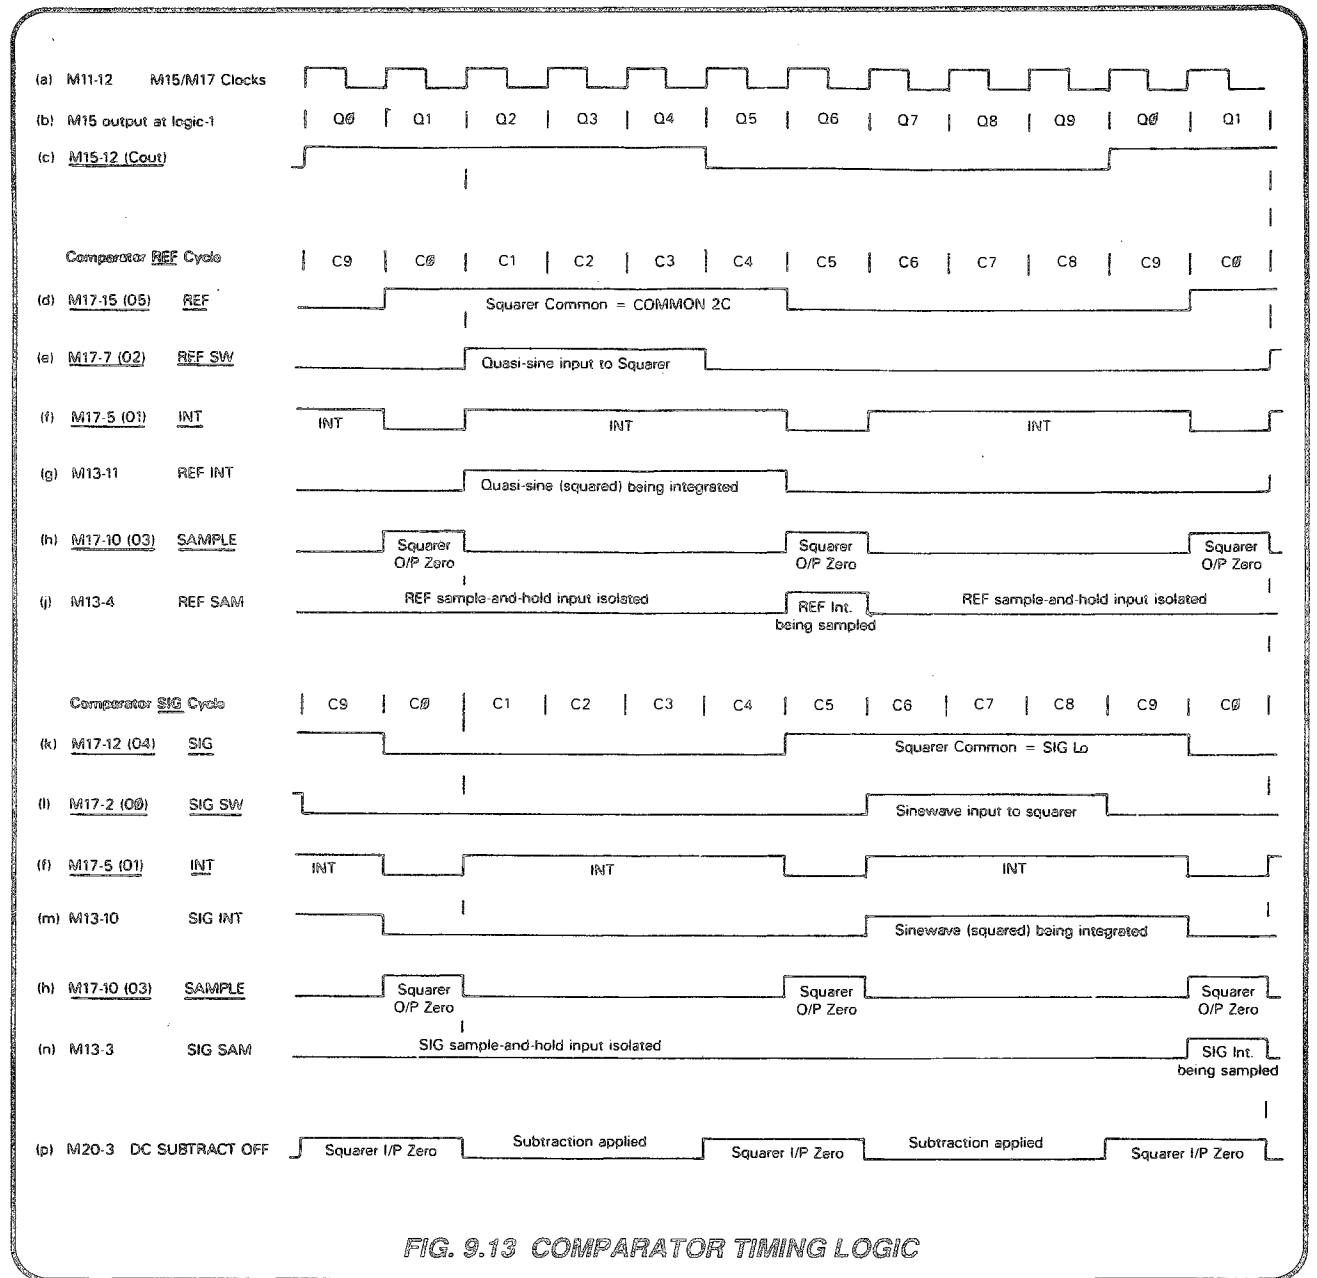 (a) M11-12 M15/M17 Clocks
(b) M15 output at logic-1 QØ Q1 Q2 Q3 Q4 Q5 Q6 Q7 Q8 Q9 QØ Q1
(c) M15-12 (Cout)
Comparator REF Cycle C9 CØ C1 C2 C3 C4 C5 C6 C7 C8 C9 CØ
(d) M17-15 (05) REF Squarer Common = COMMON 2C
(e) M17-7 (02) REF SW Quasi-sine input to Squarer
(f) M17-5 (01) INT INT INT INT
(g) M13-11 REF INT Quasi-sine (squared) being integrated
(h) M17-10 (03) SAMPLE Squarer Squarer Squarer
O/P Zero O/P Zero O/P Zero
(j) M13-4 REF SAM REF sample-and-hold input isolated REF Int. REF sample-and-hold input isolated
being sampled
Comparator SIG Cycle C9 CØ C1 C2 C3 C4 C5 C6 C7 C8 C9 CØ
(k) M17-12 (04) SIG Squarer Common = SIG Lo
(l) M17-2 (0Ø) SIG SW Sinewave input to squarer
(f) M17-5 (01) INT INT INT INT
(m) M13-10 SIG INT Sinewave (squared) being integrated
(h) M17-10 (03) SAMPLE Squarer Squarer Squarer
O/P Zero O/P Zero O/P Zero
(n) M13-3 SIG SAM SIG sample-and-hold input isolated SIG Int.
being sampled
(p) M20-3 DC SUBTRACT OFF Squarer I/P Zero Subtraction applied Squarer I/P Zero Subtraction applied Squarer I/P Zero
FIG. 9.13 COMPARATOR TIMING LOGIC